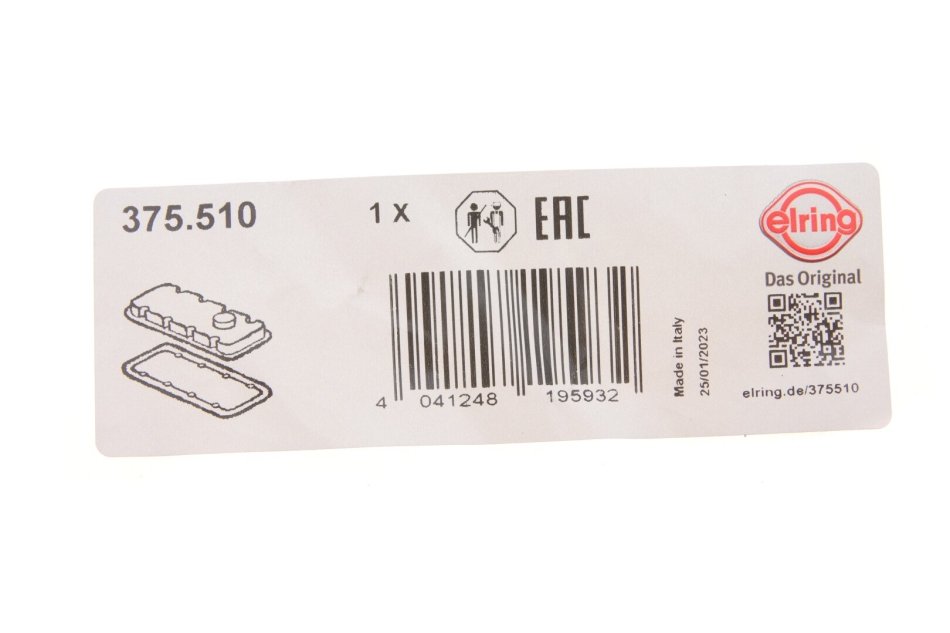 375.510
1 X
EAC
elring
Das Original
Made in Italy
25/01/2023
4 041248 195932
elring.de/375510